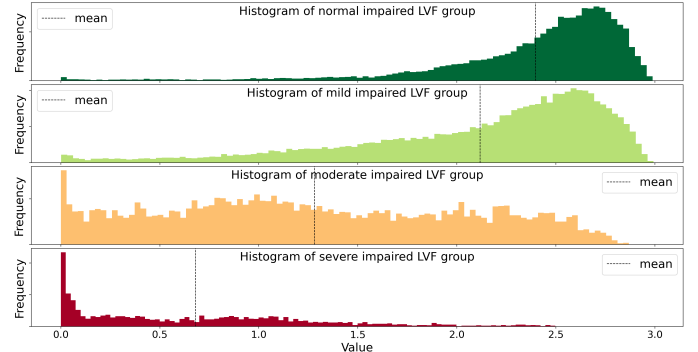 Histogram of normal impaired LVF group
mean
Frequency
Histogram of mild impaired LVF group
mean
Frequency
Histogram of moderate impaired LVF group
mean
Frequency
Histogram of severe impaired LVF group
mean
Frequency
0.0 0.5 1.0 1.5 2.0 2.5 3.0
Value